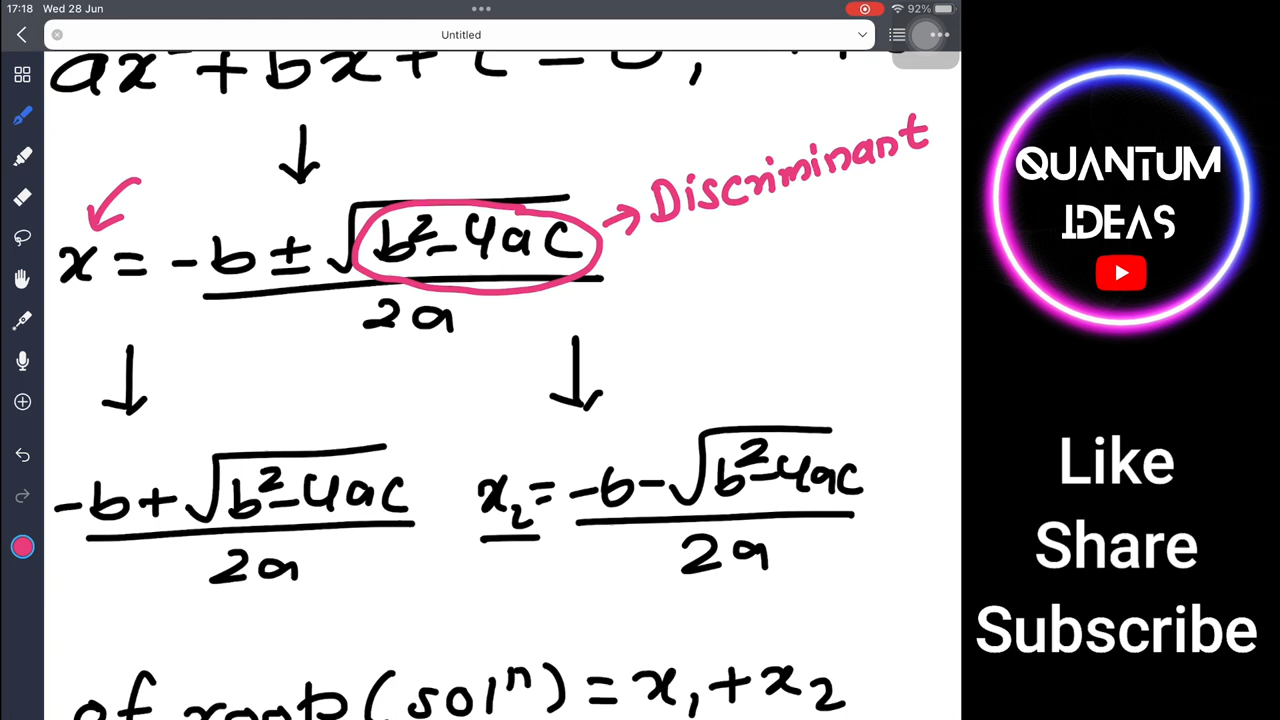 17:18 Wed 28 Jun
92%
Untitled
ax² + bx + c = 0,
→ Discriminant
x = -b ± √b² - 4ac
2a
-b + √b² - 4ac
2a
x₂ = -b - √b² - 4ac
2a
of roots (solⁿ) = x₁ + x₂
QUANTUM
IDEAS
Like
Share
Subscribe